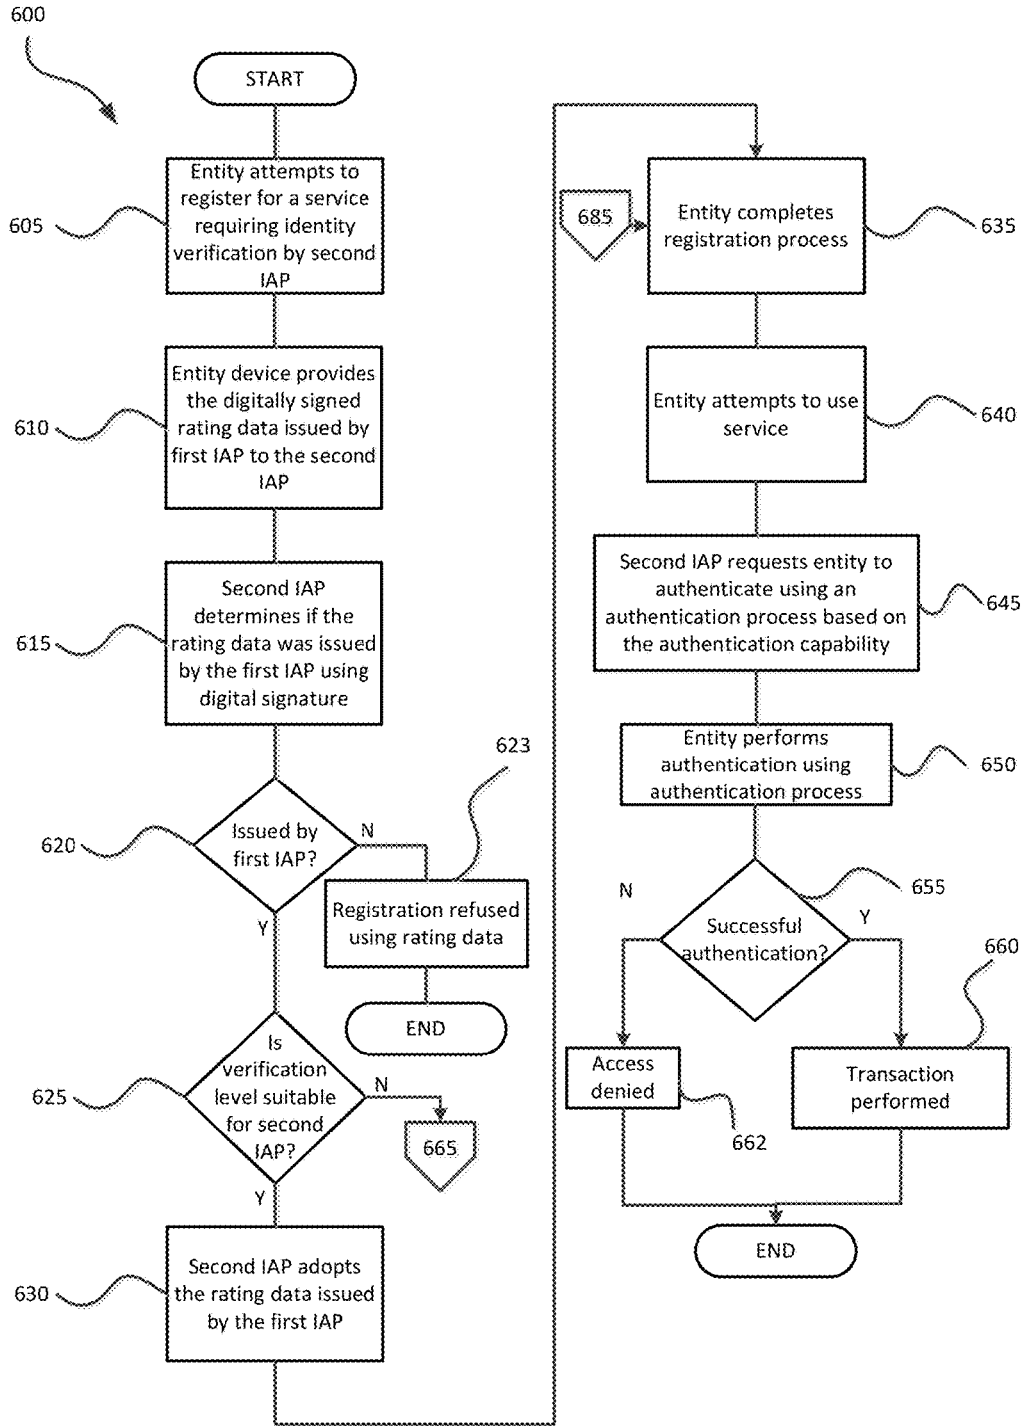 600
START
Entity attempts to
register for a service
requiring identity
verification by second
IAP
605
Entity device provides
the digitally signed
rating data issued by
first IAP to the second
IAP
610
Second IAP
determines if the
rating data was issued
by the first IAP using
digital signature
615
623
Issued by
first IAP?
620
N
Y
Registration refused
using rating data
END
Is
verification
level suitable
for second
IAP?
625
N
665
Y
Second IAP adopts
the rating data issued
by the first IAP
630
685
Entity completes
registration process
635
Entity attempts to use
service
640
Second IAP requests entity to
authenticate using an
authentication process based on
the authentication capability
645
Entity performs
authentication using
authentication process
650
Successful
authentication?
655
N
Y
660
Access
denied
662
Transaction
performed
END